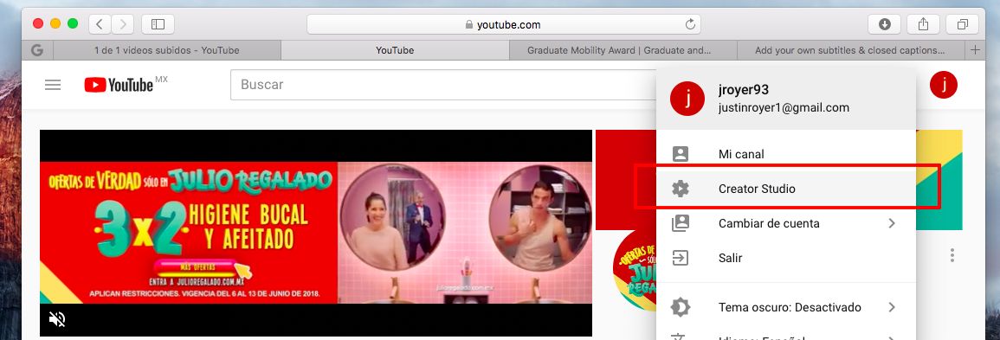 youtube.com
1 de 1 videos subidos - YouTube
YouTube
Graduate Mobility Award | Graduate and...
Add your own subtitles & closed captions...
YouTube MX
Buscar
j
j
jroyer93
justinroyer1@gmail.com
Mi canal
Creator Studio
Cambiar de cuenta
Salir
Tema oscuro: Desactivado
Idioma: Español
OFERTAS DE VERDAD SÓLO EN JULIO REGALADO
3x2 HIGIENE BUCAL
Y AFEITADO
MÁS OFERTAS
ENTRA A JULIOREGALADO.COM.MX
APLICAN RESTRICCIONES. VIGENCIA DEL 6 AL 13 DE JUNIO DE 2018.
julioregalado.com.mx
OFERTAS DE
SÓLO
JULIO
REGALA